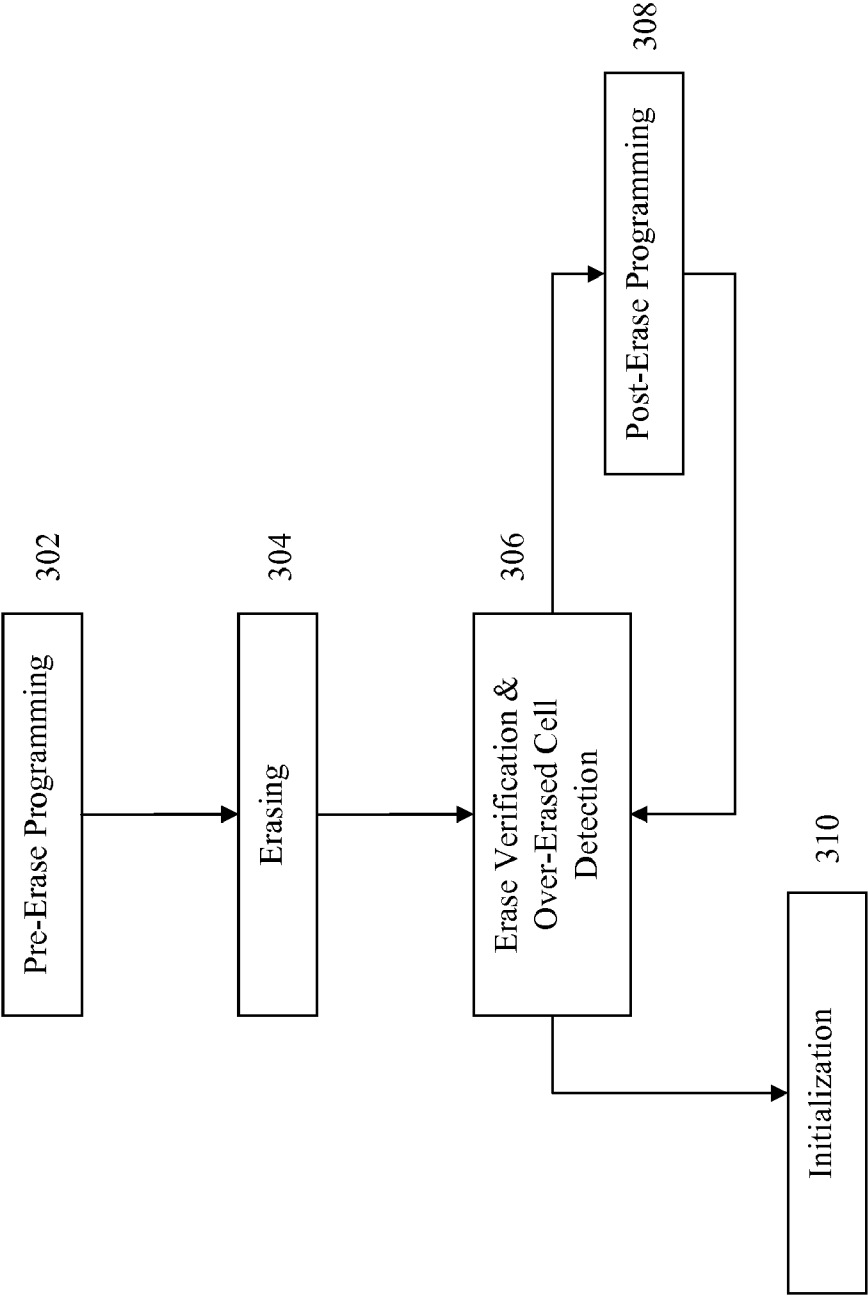 302
Pre-Erase Programming
304
Erasing
306
Erase Verification &
Over-Erased Cell
Detection
308
Post-Erase Programming
310
Initialization